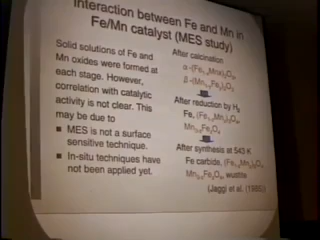 Interaction between Fe and Mn in
Fe/Mn catalyst (MES study)
Solid solutions of Fe and
Mn oxides were formed at
each stage. However,
correlation with catalytic
activity is not clear. This
may be due to
■ MES is not a surface
sensitive technique.
■ In-situ techniques have
not been applied yet.
After calcination
After reduction by H₂
Fe,
After synthesis at 543 K
Fe carbide,
wustite
(Jaggi et al.